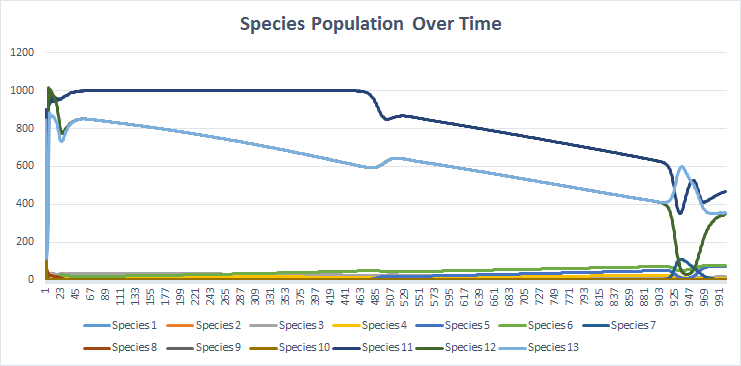 Species Population Over Time
1200
1000
800
600
400
200
0
1 23 45 67 89 111 133 155 177 199 221 243 265 287 309 331 353 375 397 419 441 463 485 507 529 551 573 595 617 639 661 683 705 727 749 771 793 815 837 859 881 903 925 947 969 991
Species 1 Species 2 Species 3 Species 4 Species 5 Species 6 Species 7
Species 8 Species 9 Species 10 Species 11 Species 12 Species 13